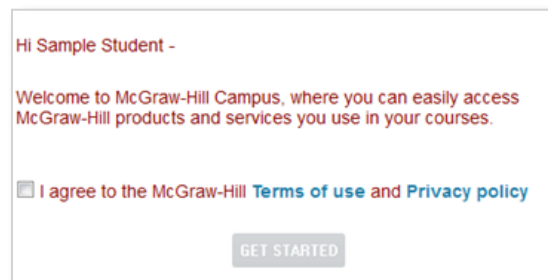 Hi Sample Student -
Welcome to McGraw-Hill Campus, where you can easily access
McGraw-Hill products and services you use in your courses.
I agree to the McGraw-Hill Terms of use and Privacy policy
GET STARTED